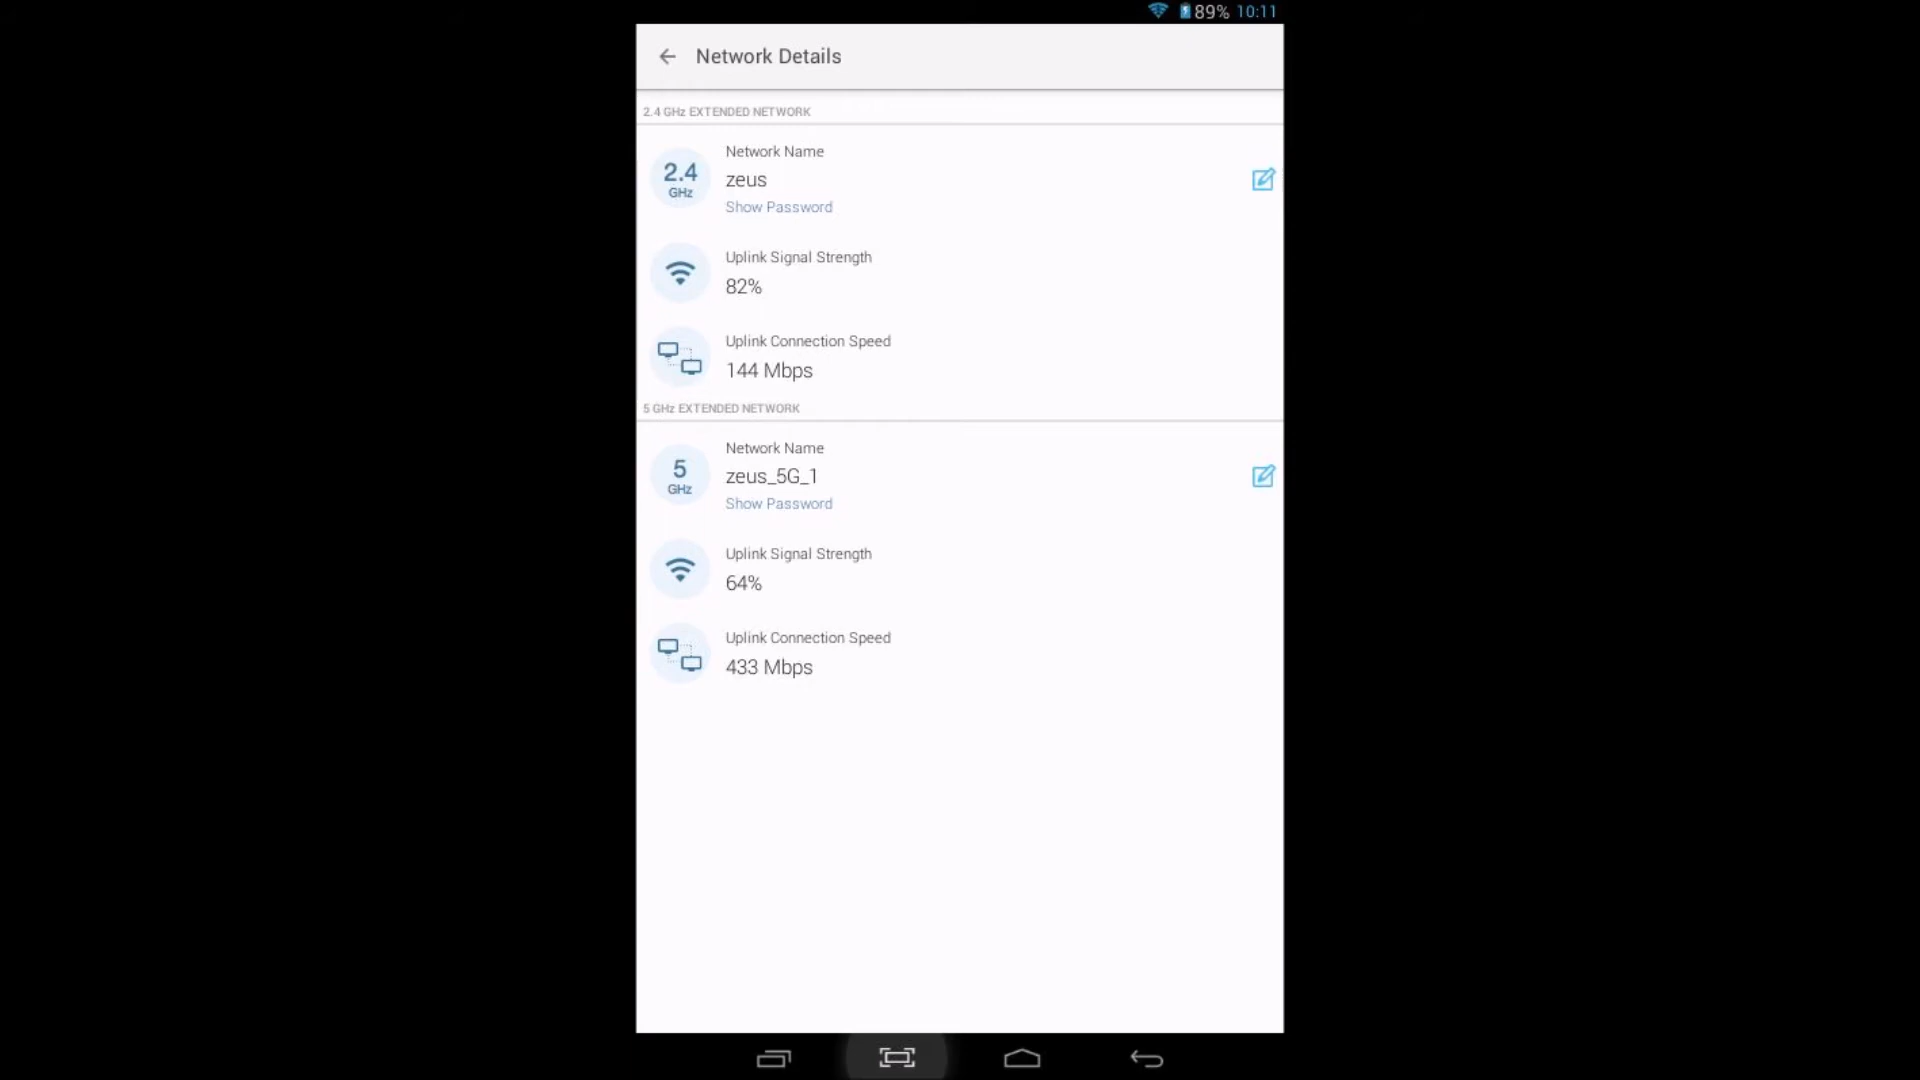 89% 10:11
Network Details
2.4 GHz EXTENDED NETWORK
2.4
GHz
Network Name
zeus
Show Password
Uplink Signal Strength
82%
Uplink Connection Speed
144 Mbps
5 GHz EXTENDED NETWORK
5
GHz
Network Name
zeus_5G_1
Show Password
Uplink Signal Strength
64%
Uplink Connection Speed
433 Mbps